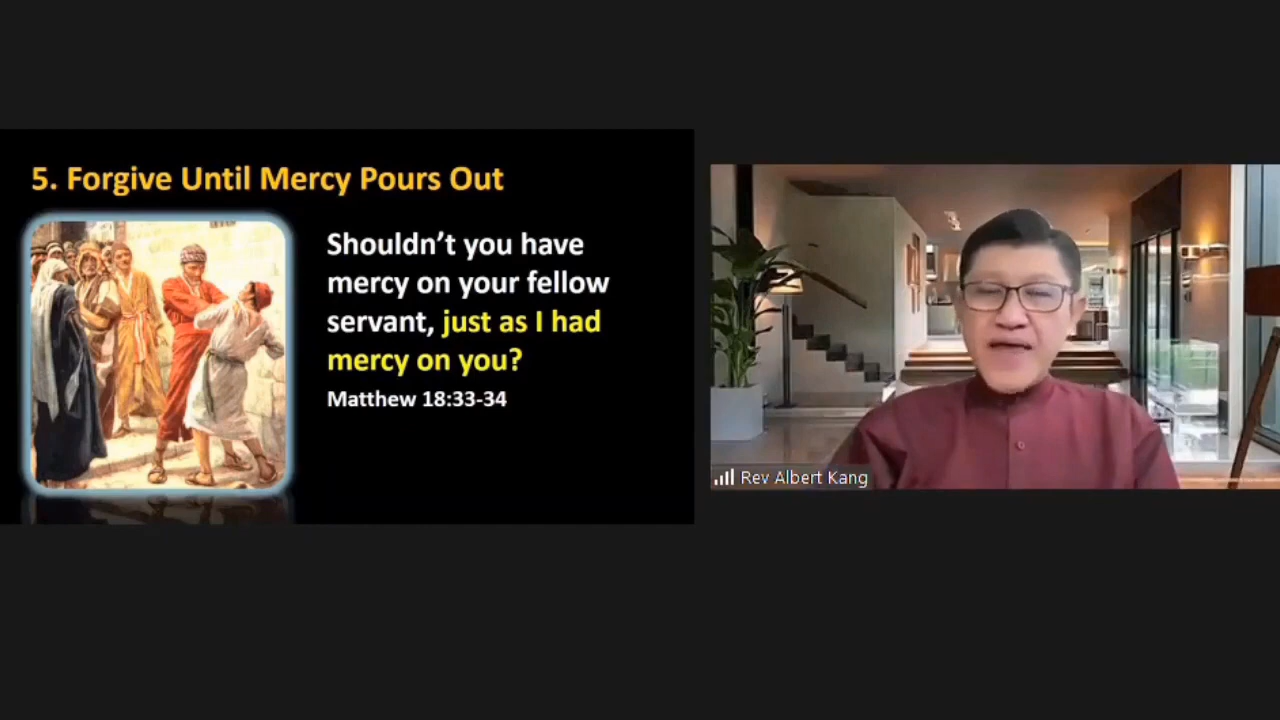 5. Forgive Until Mercy Pours Out
Shouldn’t you have
mercy on your fellow
servant, just as I had
mercy on you?
Matthew 18:33-34
Rev Albert Kang